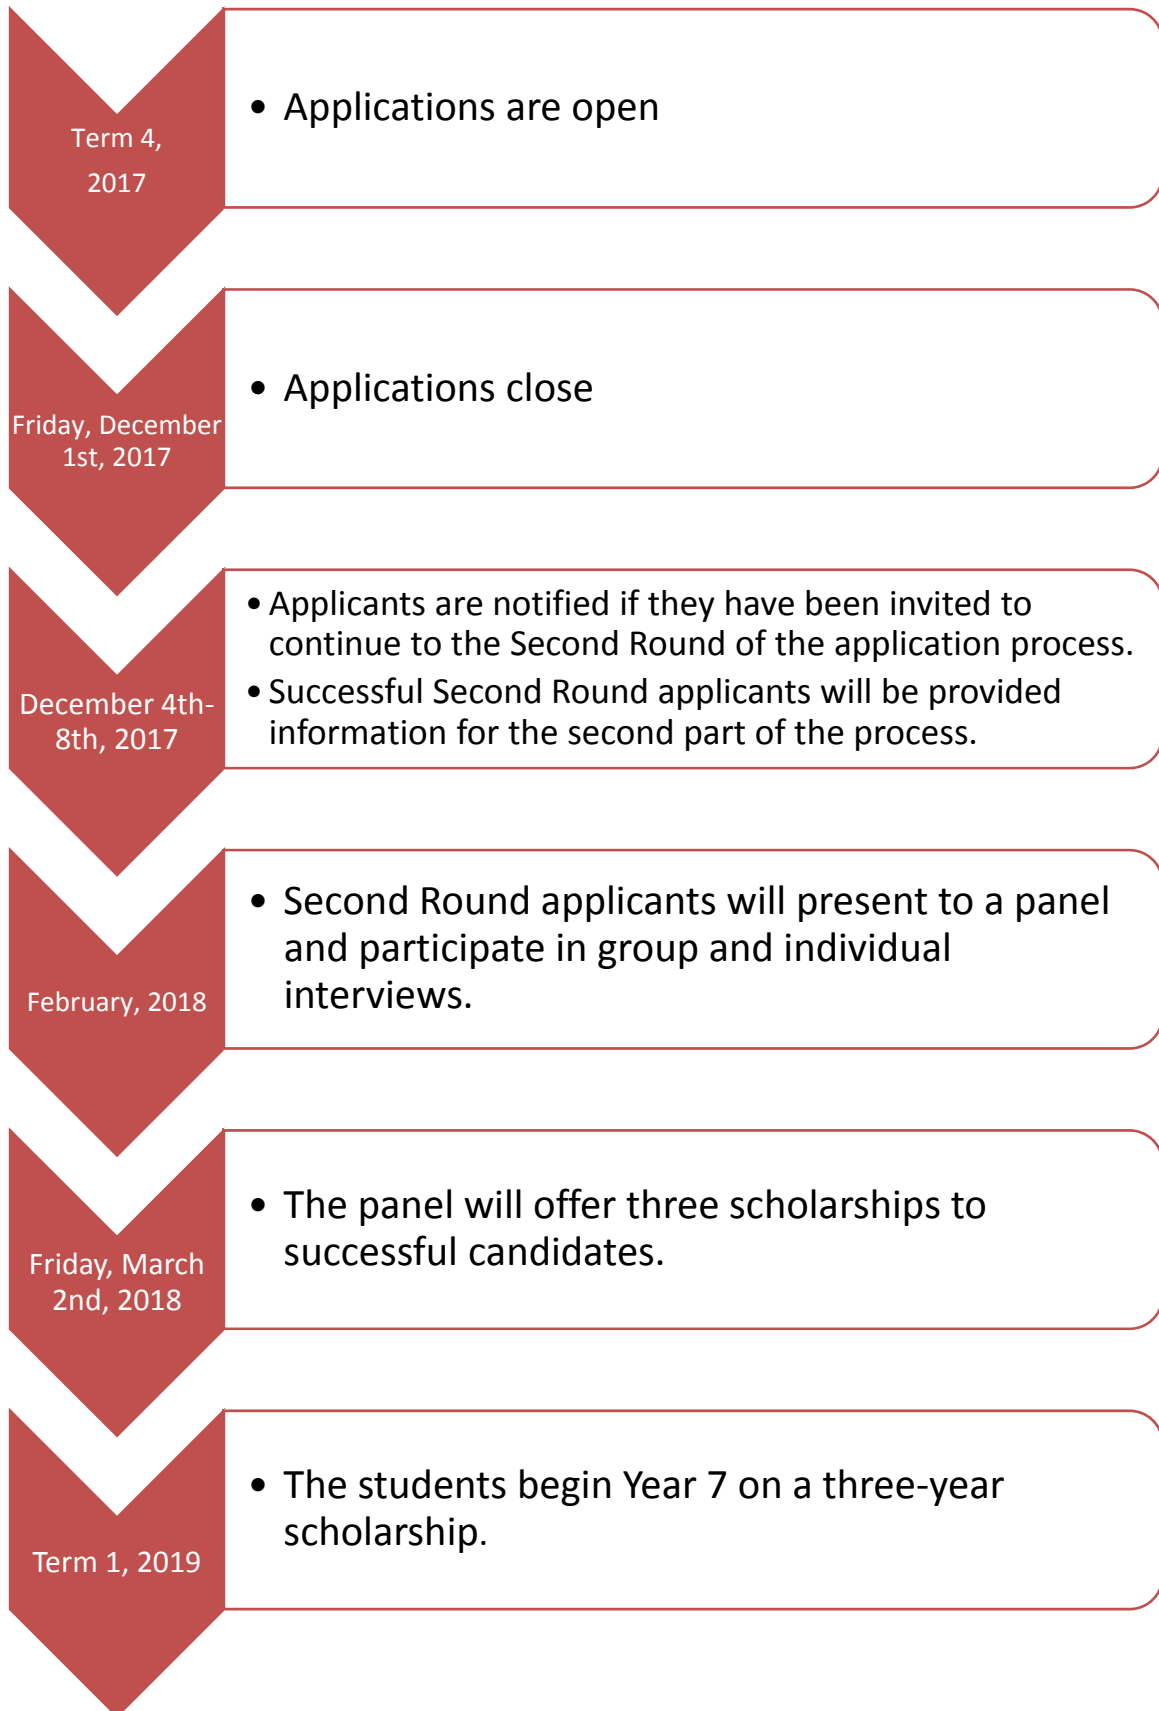 Term 4,
2017
• Applications are open
Friday, December
1st, 2017
• Applications close
December 4th-
8th, 2017
• Applicants are notified if they have been invited to
continue to the Second Round of the application process.
• Successful Second Round applicants will be provided
information for the second part of the process.
February, 2018
• Second Round applicants will present to a panel
and participate in group and individual
interviews.
Friday, March
2nd, 2018
• The panel will offer three scholarships to
successful candidates.
Term 1, 2019
• The students begin Year 7 on a three-year
scholarship.